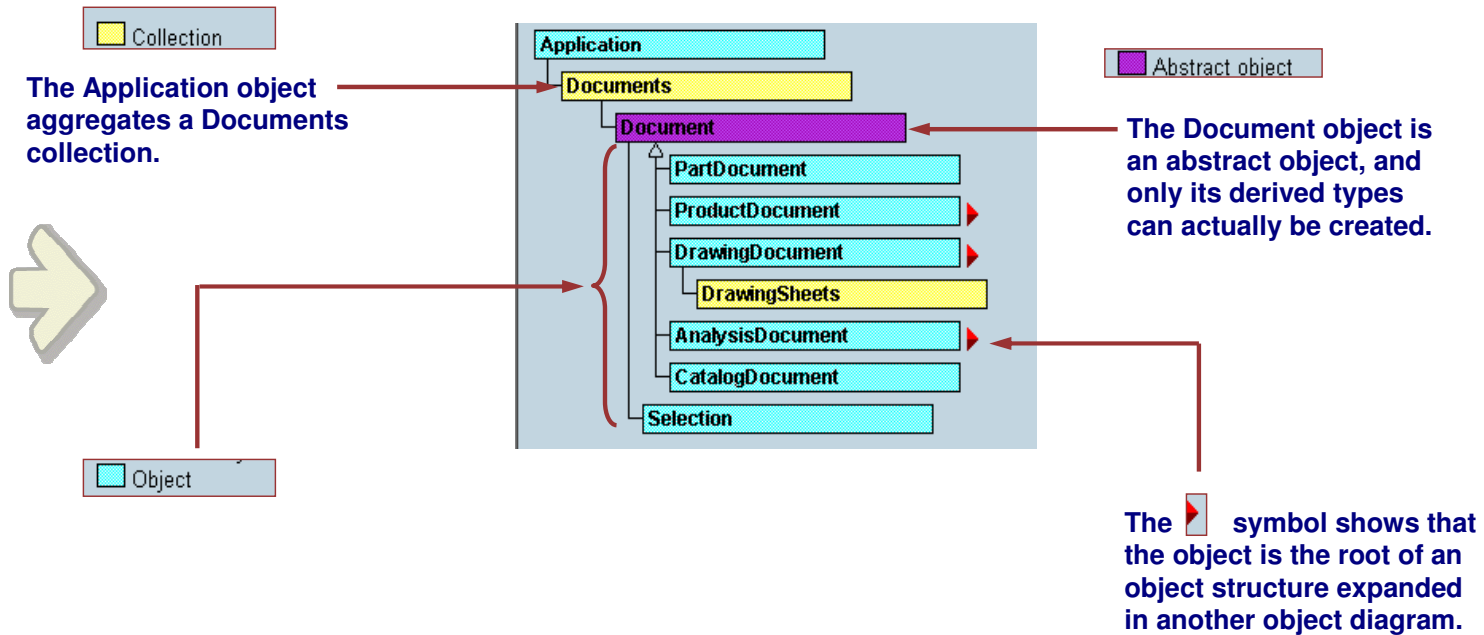 Collection
The Application object
aggregates a Documents
collection.
Application
Documents
Document
PartDocument
ProductDocument
DrawingDocument
DrawingSheets
AnalysisDocument
CatalogDocument
Selection
Abstract object
The Document object is
an abstract object, and
only its derived types
can actually be created.
Object
The symbol shows that
the object is the root of an
object structure expanded
in another object diagram.